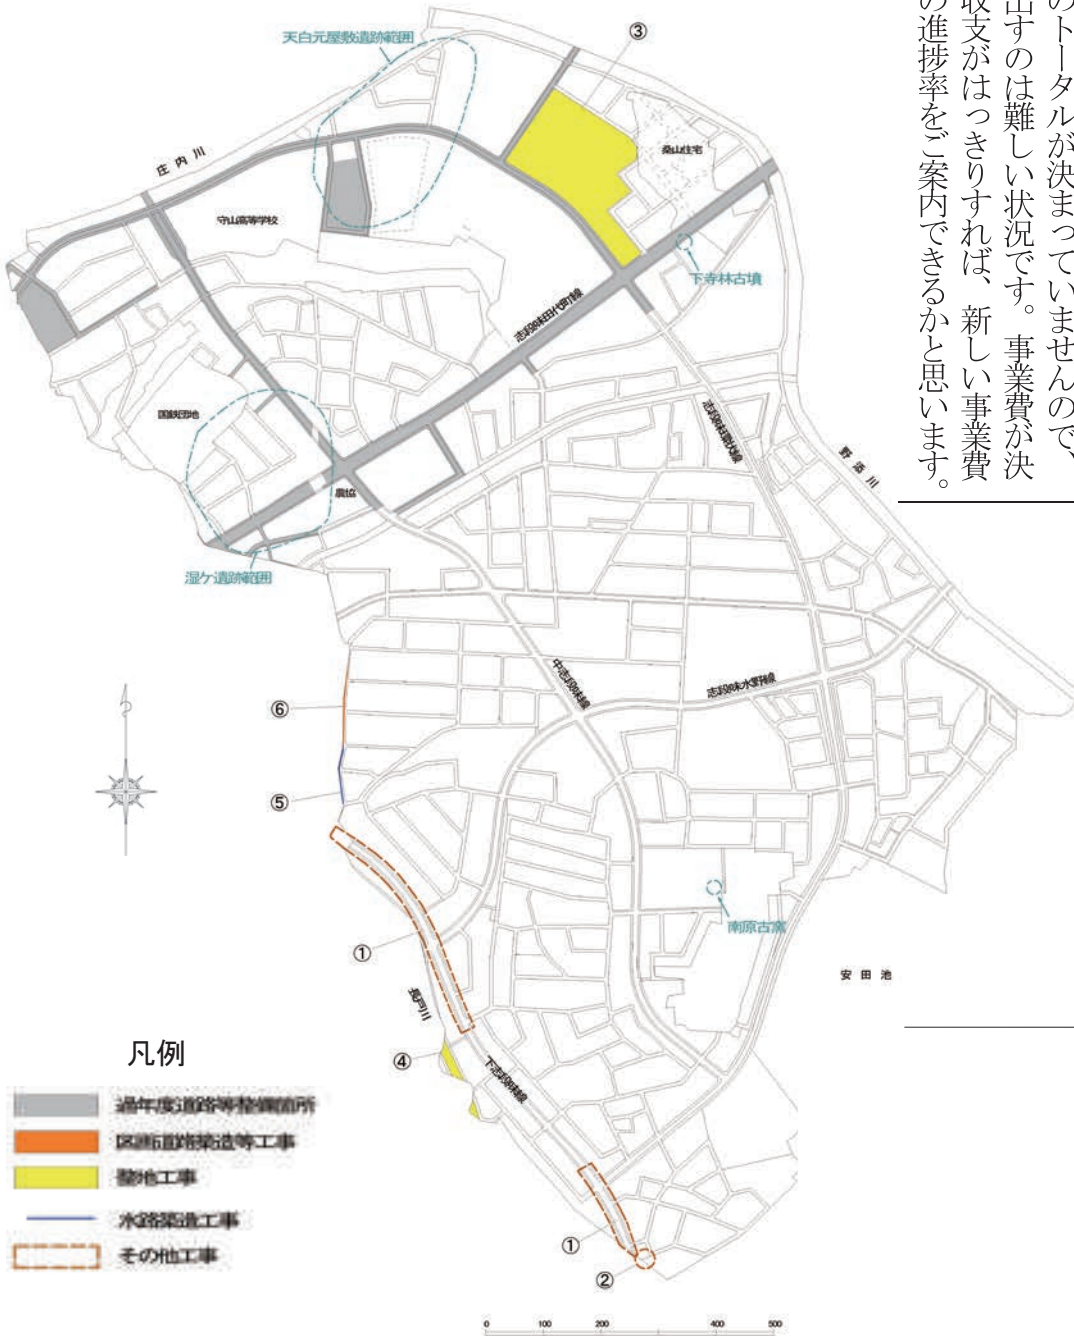 のトータルが決まっていませんので、
出すのは難しい状況です。事業費が決
収支がはっきりすれば、新しい事業費
の進捗率をご案内できるかと思います。
③
天白元屋敷遺跡範囲
庄内川
桑山住宅
守山高等学校
下寺林古墳
志段味田代町線
国鉄団地
野添川
農協
湿ケ遺跡範囲
中志段味線
志段味水野線
⑥
⑤
南原古窯
①
安田池
長戸川
④
下志段味線
①
②
凡例
過年度道路等整備箇所
区画道路築造等工事
整地工事
水路築造工事
その他工事
0 100 200 400 500